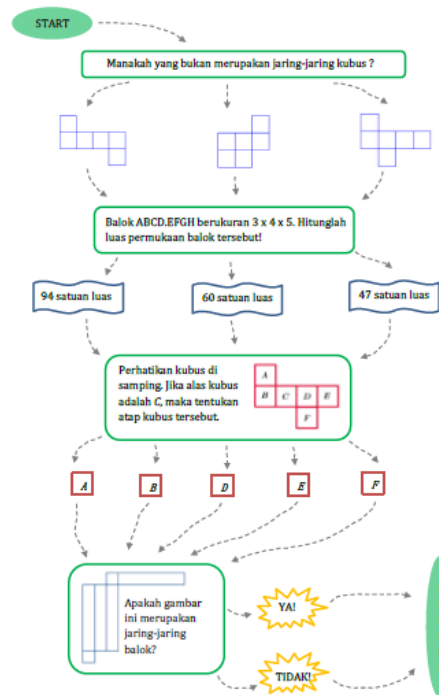 START
Manakah yang bukan merupakan jaring-jaring kubus ?
Balok ABCD.EFGH berukuran 3 x 4 x 5. Hitunglah
luas permukaan balok tersebut!
94 satuan luas
60 satuan luas
47 satuan luas
Perhatikan kubus di
samping. Jika alas kubus
adalah C, maka tentukan
atap kubus tersebut.
A
B C D E
F
A
B
D
E
F
Apakah gambar
ini merupakan
jaring-jaring
balok?
YA!
TIDAK!